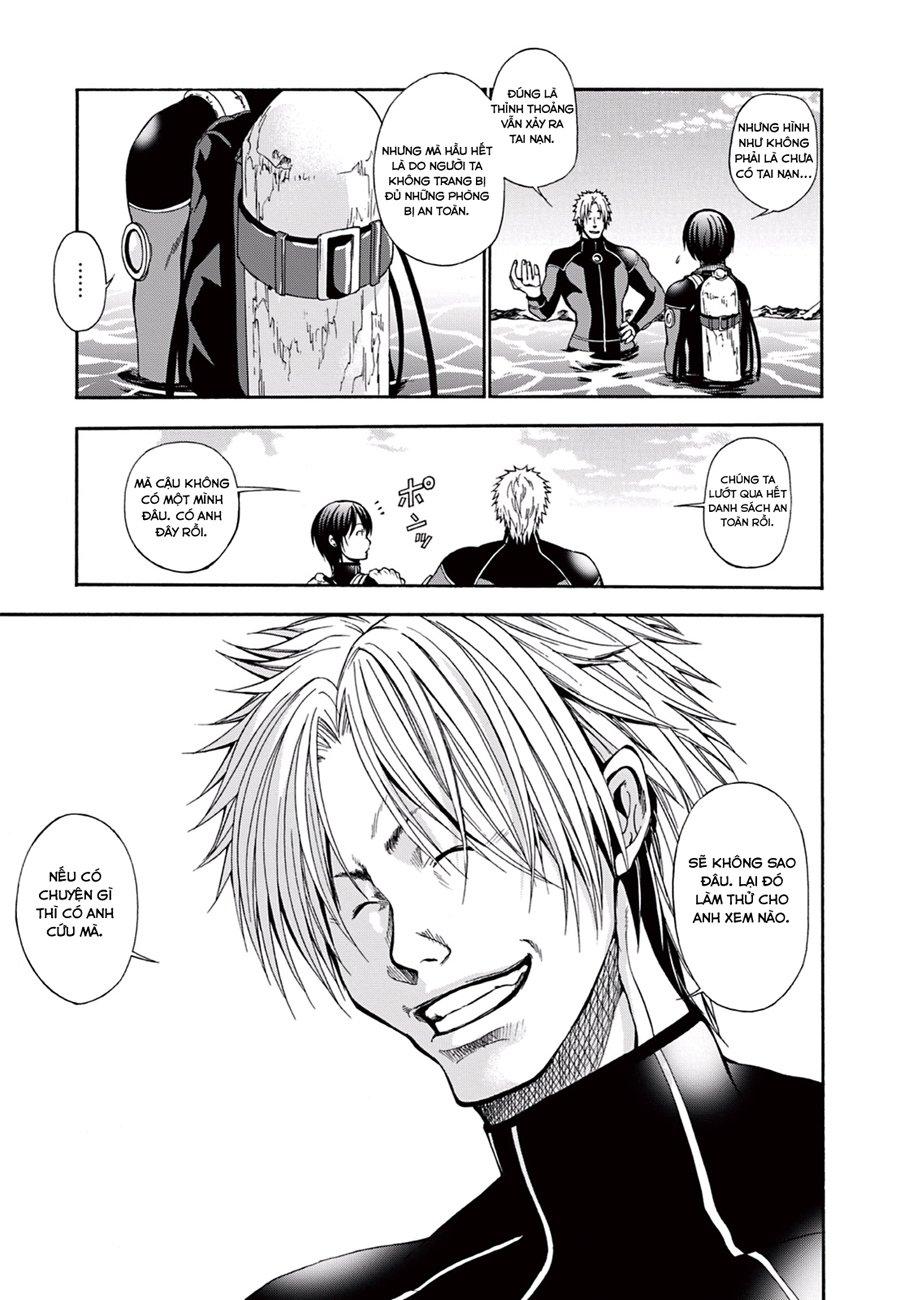 NHƯNG HÌNH
NHƯ KHÔNG
PHẢI LÀ CHƯA
CÓ TAI NẠN...
ĐÚNG LÀ
THỈNH THOẢNG
VẪN XẢY RA
TAI NẠN.
NHƯNG MÀ HẦU HẾT
LÀ DO NGƯỜI TA
KHÔNG TRANG BỊ
ĐỦ NHỮNG PHÒNG
BỊ AN TOÀN.
......
CHÚNG TA
LƯỚT QUA HẾT
DANH SÁCH AN
TOÀN RỒI.
ポンッ
MÀ CẬU KHÔNG
CÓ MỘT MÌNH
ĐÂU. CÓ ANH
ĐÂY RỒI.
SẼ KHÔNG SAO
ĐÂU. LẠI ĐÓ
LÀM THỬ CHO
ANH XEM NÀO.
NẾU CÓ
CHUYỆN GÌ
THÌ CÓ ANH
CỨU MÀ.